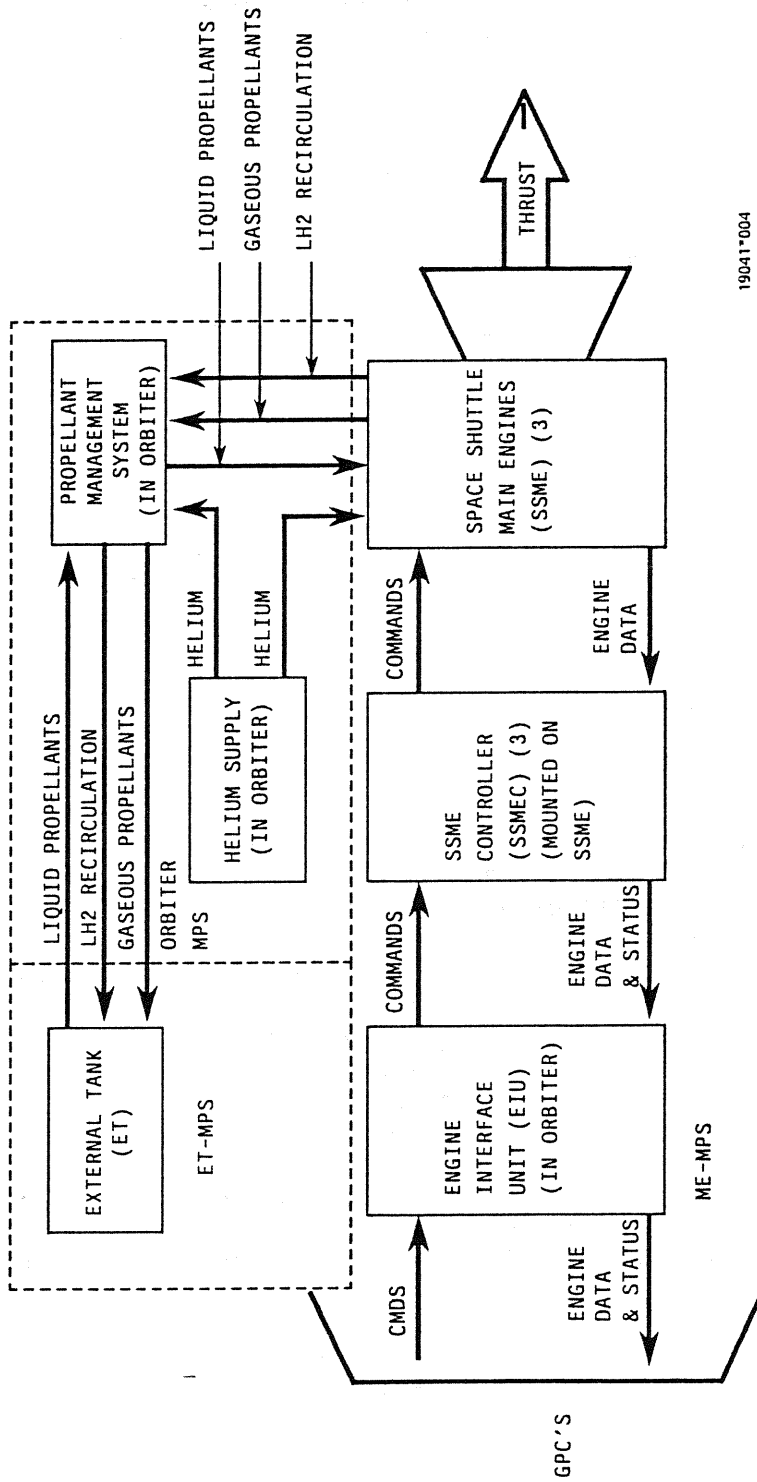 LIQUID PROPELLANTS
GASEOUS PROPELLANTS
LH2 RECIRCULATION
EXTERNAL TANK
(ET)
ET-MPS
LIQUID PROPELLANTS
LH2 RECIRCULATION
GASEOUS PROPELLANTS
ORBITER
MPS
PROPELLANT
MANAGEMENT
SYSTEM
(IN ORBITER)
HELIUM SUPPLY
(IN ORBITER)
HELIUM
HELIUM
GPC'S
CMDS
ENGINE
DATA
& STATUS
ENGINE
INTERFACE
UNIT (EIU)
(IN ORBITER)
ME-MPS
COMMANDS
ENGINE
DATA
& STATUS
SSME
CONTROLLER
(SSMEC) (3)
(MOUNTED ON
SSME)
COMMANDS
ENGINE
DATA
SPACE SHUTTLE
MAIN ENGINES
(SSME) (3)
THRUST
19041*004